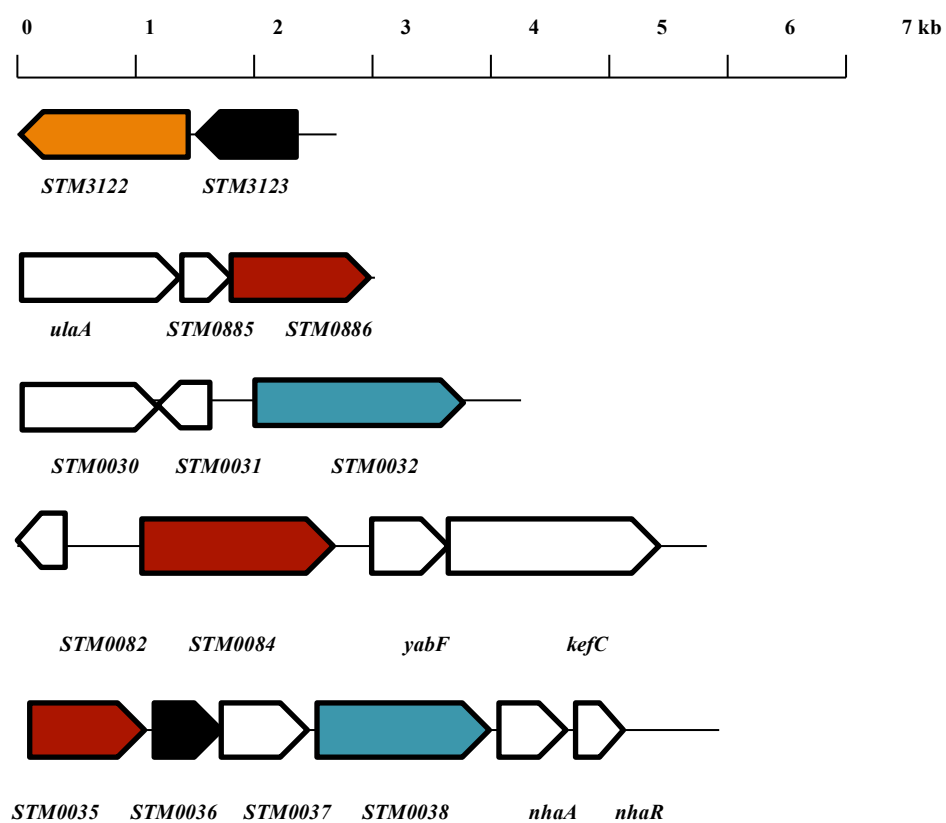 0 1 2 3 4 5 6 7 kb
STM3122 STM3123
ulaA STM0885 STM0886
STM0030 STM0031 STM0032
STM0082 STM0084 yabF kefC
STM0035 STM0036 STM0037 STM0038 nhaA nhaR